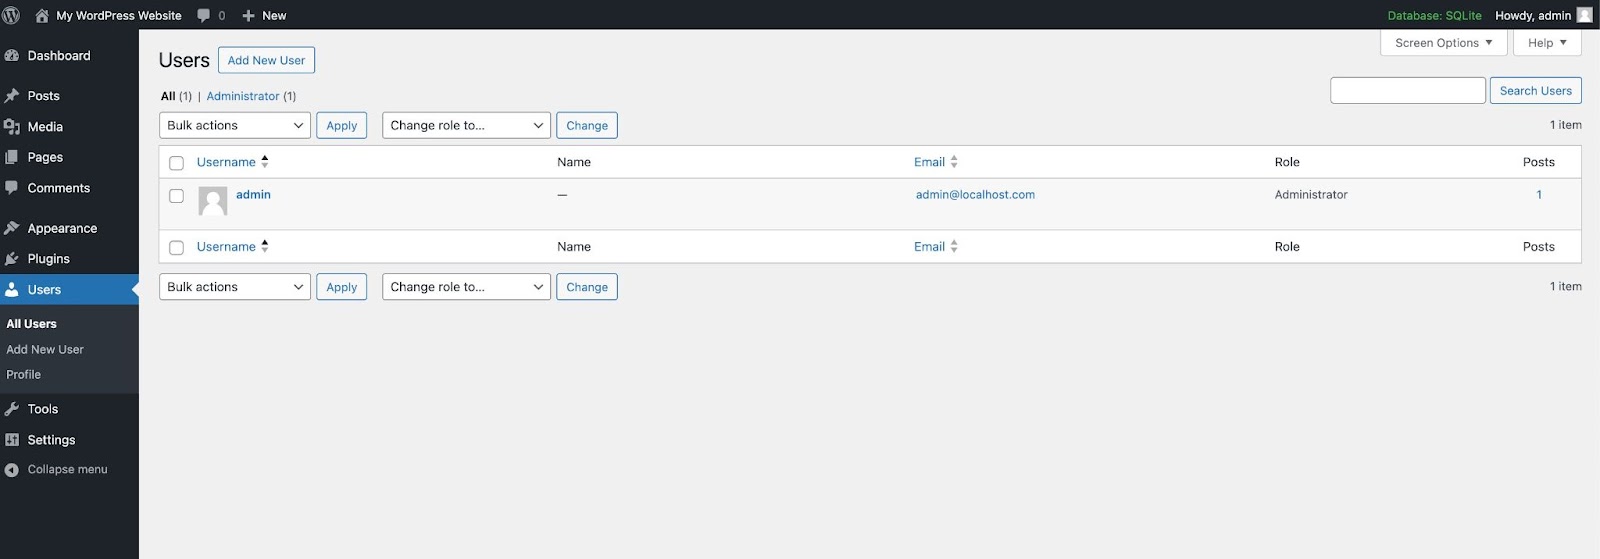 My WordPress Website 0 New Database: SQLite Howdy, admin
Dashboard
Posts
Media
Pages
Comments
Appearance
Plugins
Users
All Users
Add New User
Profile
Tools
Settings
Collapse menu
Screen Options Help
Users Add New User
All (1) | Administrator (1)
Search Users
Bulk actions Apply Change role to... Change 1 item
Username Name Email Role Posts
admin — admin@localhost.com Administrator 1
Username Name Email Role Posts
Bulk actions Apply Change role to... Change 1 item